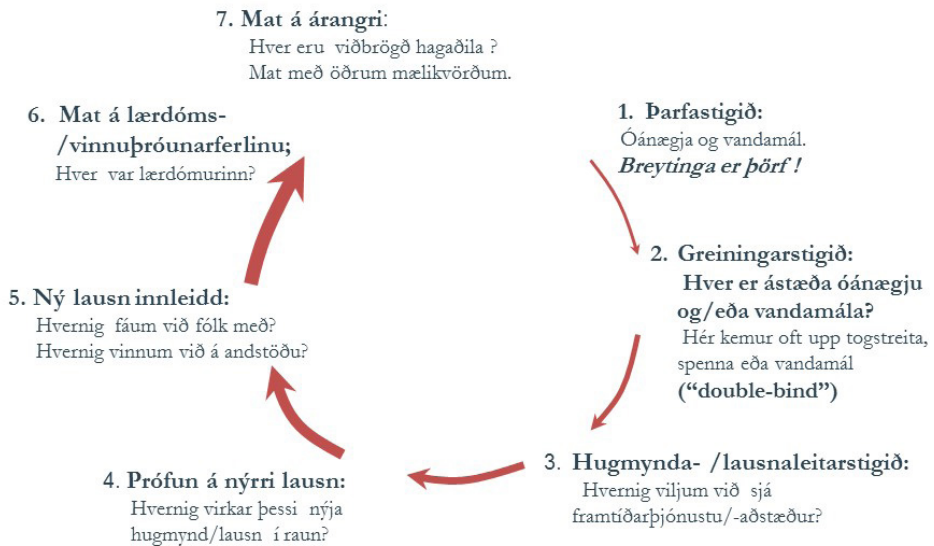 7. Mat á árangri:
Hver eru viðbrögð hagaðila ?
Mat með öðrum mælikvörðum.
1. Þarfastigið:
Óánægja og vandamál.
Breytinga er þörf !
2. Greiningarstigið:
Hver er ástæða óánægju
og/eða vandamála?
Hér kemur oft upp togstreita,
spenna eða vandamál
(“double-bind”)
3. Hugmynda- /lausnaleitarstigið:
Hvernig viljum við sjá
framtíðarþjónustu/-aðstæður?
4. Prófun á nýrri lausn:
Hvernig virkar þessi nýja
hugmynd/lausn í raun?
5. Ný lausn innleidd:
Hvernig fáum við fólk með?
Hvernig vinnum við á andstöðu?
6. Mat á lærdóms-
/vinnuþróunarferlinu;
Hver var lærdómurinn?